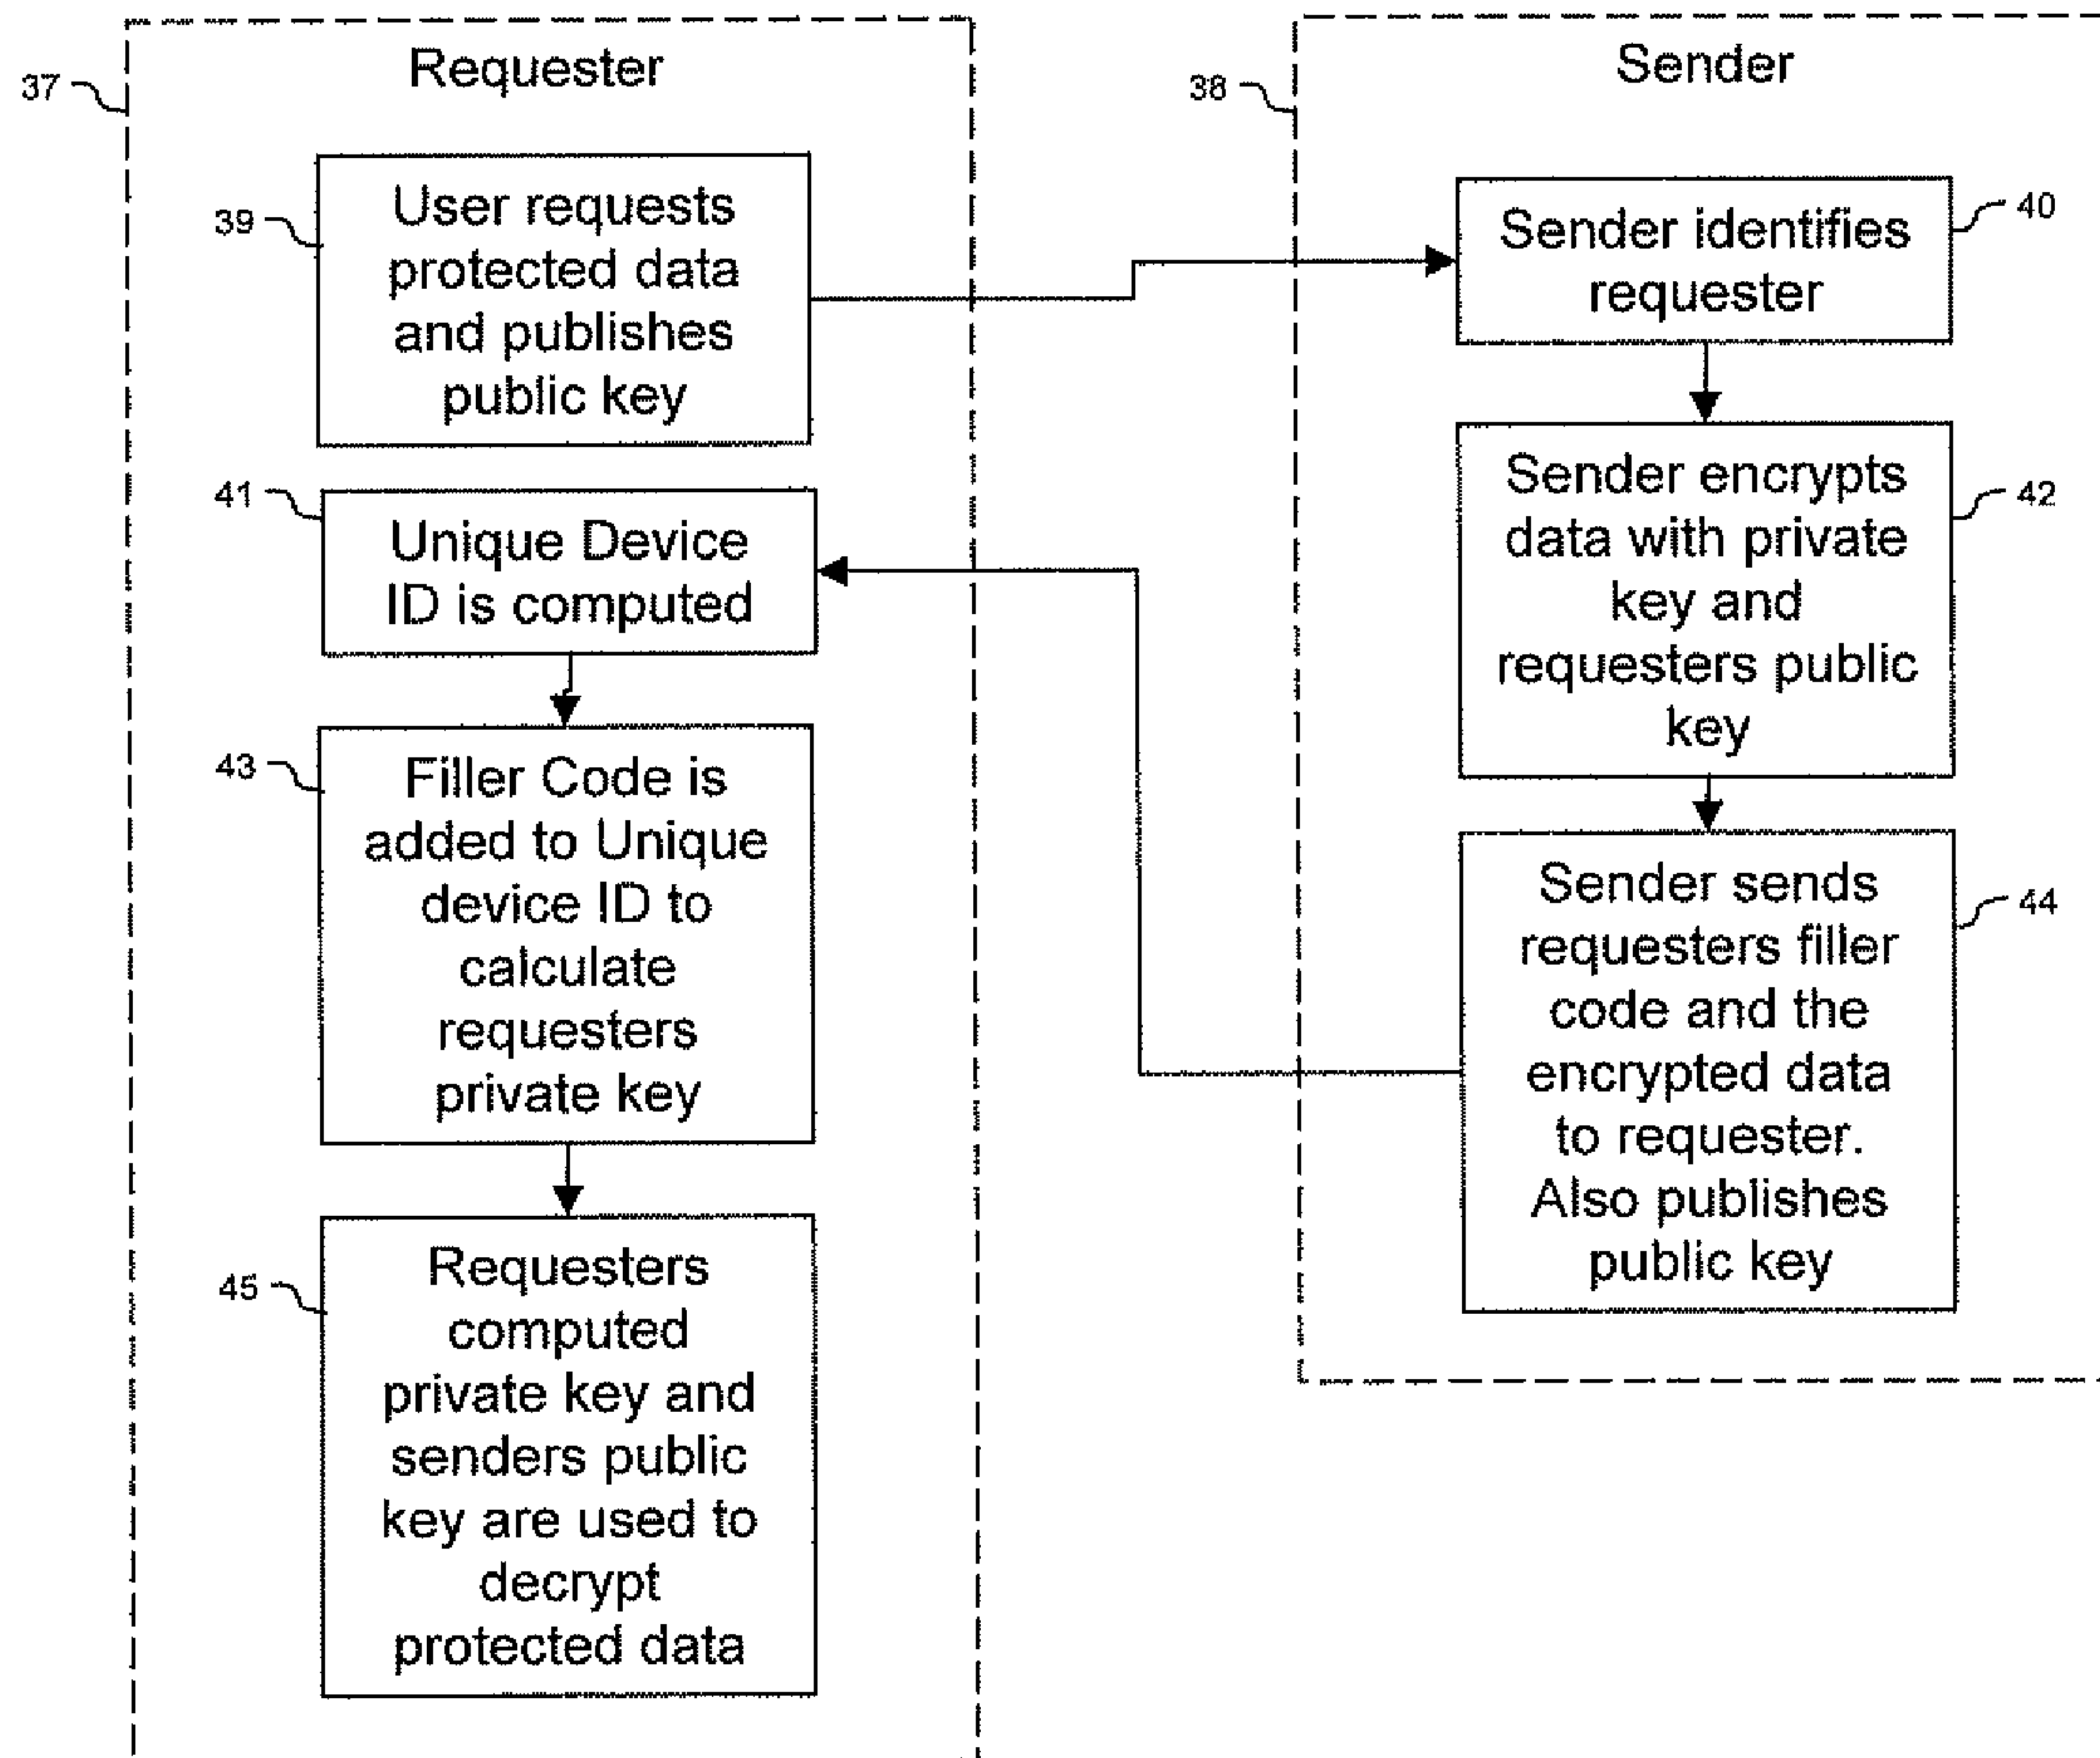 37
Requester
39
User requests
protected data
and publishes
public key
41
Unique Device
ID is computed
43
Filler Code is
added to Unique
device ID to
calculate
requesters
private key
45
Requesters
computed
private key and
senders public
key are used to
decrypt
protected data
38
Sender
40
Sender identifies
requester
42
Sender encrypts
data with private
key and
requesters public
key
44
Sender sends
requesters filler
code and the
encrypted data
to requester.
Also publishes
public key